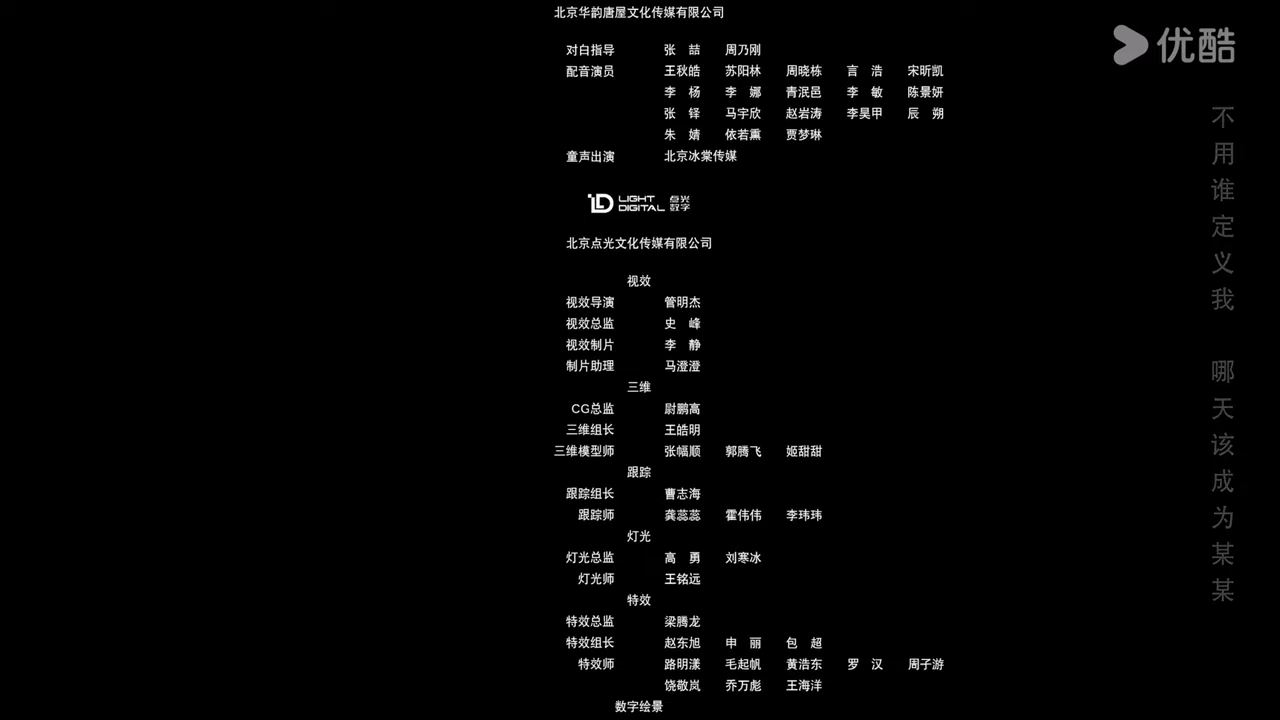 北京华韵唐屋文化传媒有限公司
对白指导 张 喆 周乃刚
配音演员 王秋皓 苏阳林 周晓栋 言 浩 宋昕凯
李 杨 李 娜 青泯邑 李 敏 陈景妍
张 铎 马宇欣 赵岩涛 李昊甲 辰 朔
朱 婧 依若熏 贾梦琳
童声出演 北京冰棠传媒
LIGHT DIGITAL 点光数字
北京点光文化传媒有限公司
视效
视效导演 管明杰
视效总监 史 峰
视效制片 李 静
制片助理 马澄澄
三维
CG总监 尉鹏高
三维组长 王皓明
三维模型师 张幅顺 郭腾飞 姬甜甜
跟踪
跟踪组长 曹志海
跟踪师 龚蕊蕊 霍伟伟 李玮玮
灯光
灯光总监 高 勇 刘寒冰
灯光师 王铭远
特效
特效总监 梁腾龙
特效组长 赵东旭 申 丽 包 超
特效师 路明漾 毛起帆 黄浩东 罗 汉 周子游
饶敬岚 乔万彪 王海洋
数字绘景
优酷
不用谁定义我 哪天该成为某某